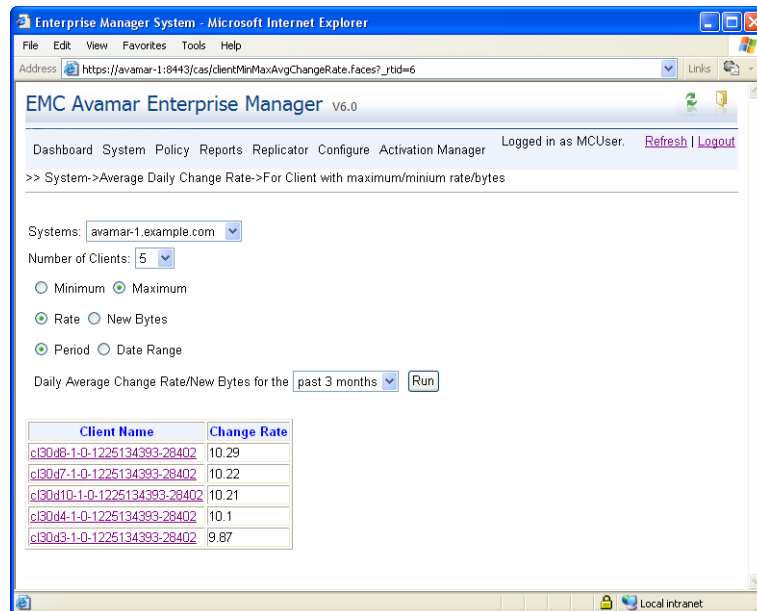 Enterprise Manager System - Microsoft Internet Explorer
File Edit View Favorites Tools Help
Address https://avamar-1:8443/cas/clientMinMaxAvgChangeRate.faces?_rtid=6 Links
EMC Avamar Enterprise Manager V6.0
Dashboard System Policy Reports Replicator Configure Activation Manager Logged in as MCUser. Refresh | Logout
>> System->Average Daily Change Rate->For Client with maximum/minium rate/bytes
Systems: avamar-1.example.com
Number of Clients: 5
Minimum Maximum
Rate New Bytes
Period Date Range
Daily Average Change Rate/New Bytes for the past 3 months Run
Client Name Change Rate
cl30d8-1-0-1225134393-28402 10.29
cl30d7-1-0-1225134393-28402 10.22
cl30d10-1-0-1225134393-28402 10.21
cl30d4-1-0-1225134393-28402 10.1
cl30d3-1-0-1225134393-28402 9.87
Local intranet